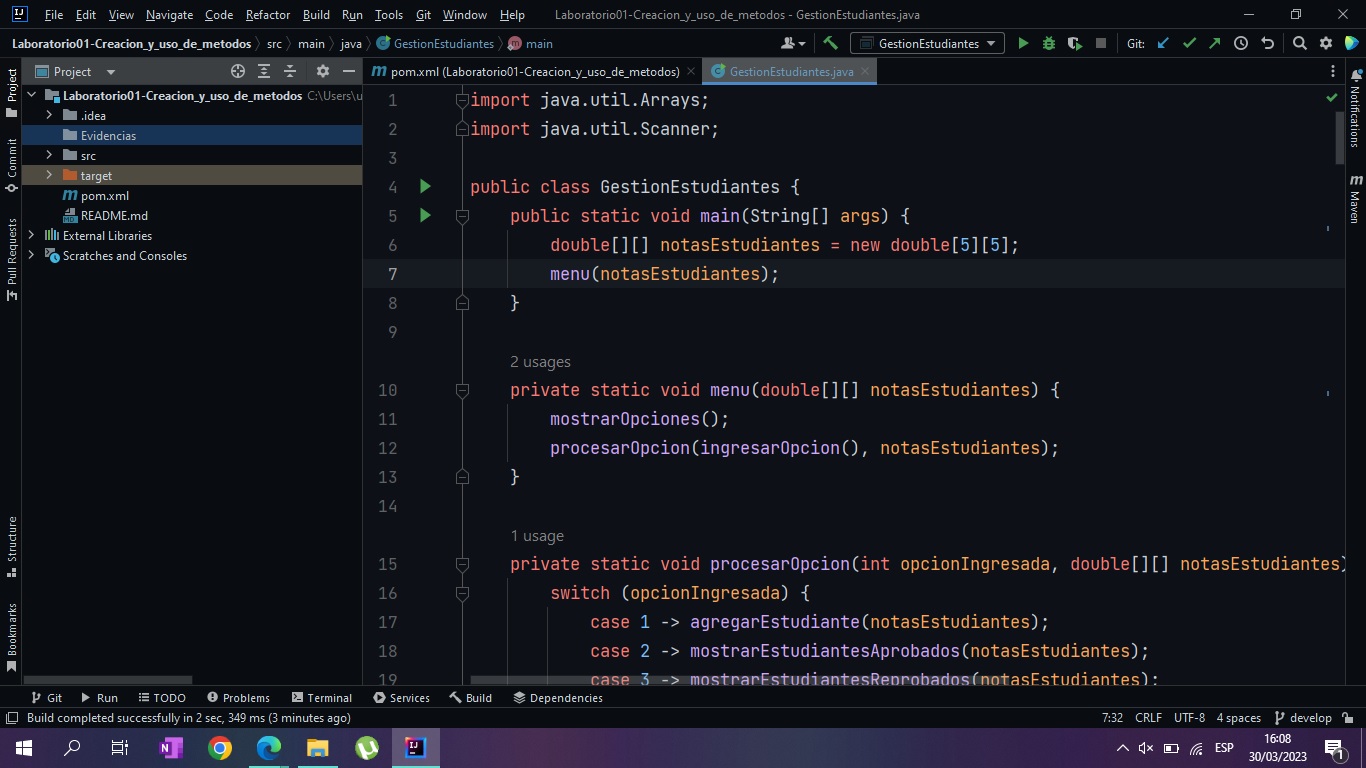 File Edit View Navigate Code Refactor Build Run Tools Git Window Help Laboratorio01-Creacion_y_uso_de_metodos - GestionEstudiantes.java
Laboratorio01-Creacion_y_uso_de_metodos src main java GestionEstudiantes main GestionEstudiantes Git:
Project
pom.xml (Laboratorio01-Creacion_y_uso_de_metodos) GestionEstudiantes.java
Project
Commit
Pull Requests
Structure
Bookmarks
Laboratorio01-Creacion_y_uso_de_metodos C:\Users\u
.idea
Evidencias
src
target
pom.xml
README.md
External Libraries
Scratches and Consoles
1 import java.util.Arrays;
2 import java.util.Scanner;
3
4 public class GestionEstudiantes {
5 public static void main(String[] args) {
6 double[][] notasEstudiantes = new double[5][5];
7 menu(notasEstudiantes);
8 }
9
2 usages
10 private static void menu(double[][] notasEstudiantes) {
11 mostrarOpciones();
12 procesarOpcion(ingresarOpcion(), notasEstudiantes);
13 }
14
1 usage
15 private static void procesarOpcion(int opcionIngresada, double[][] notasEstudiantes)
16 switch (opcionIngresada) {
17 case 1 -> agregarEstudiante(notasEstudiantes);
18 case 2 -> mostrarEstudiantesAprobados(notasEstudiantes);
19 case 3 -> mostrarEstudiantesReprobados(notasEstudiantes);
Notifications
Maven
Git Run TODO Problems Terminal Services Build Dependencies
Build completed successfully in 2 sec, 349 ms (3 minutes ago) 7:32 CRLF UTF-8 4 spaces develop
ESP 16:08
30/03/2023 1